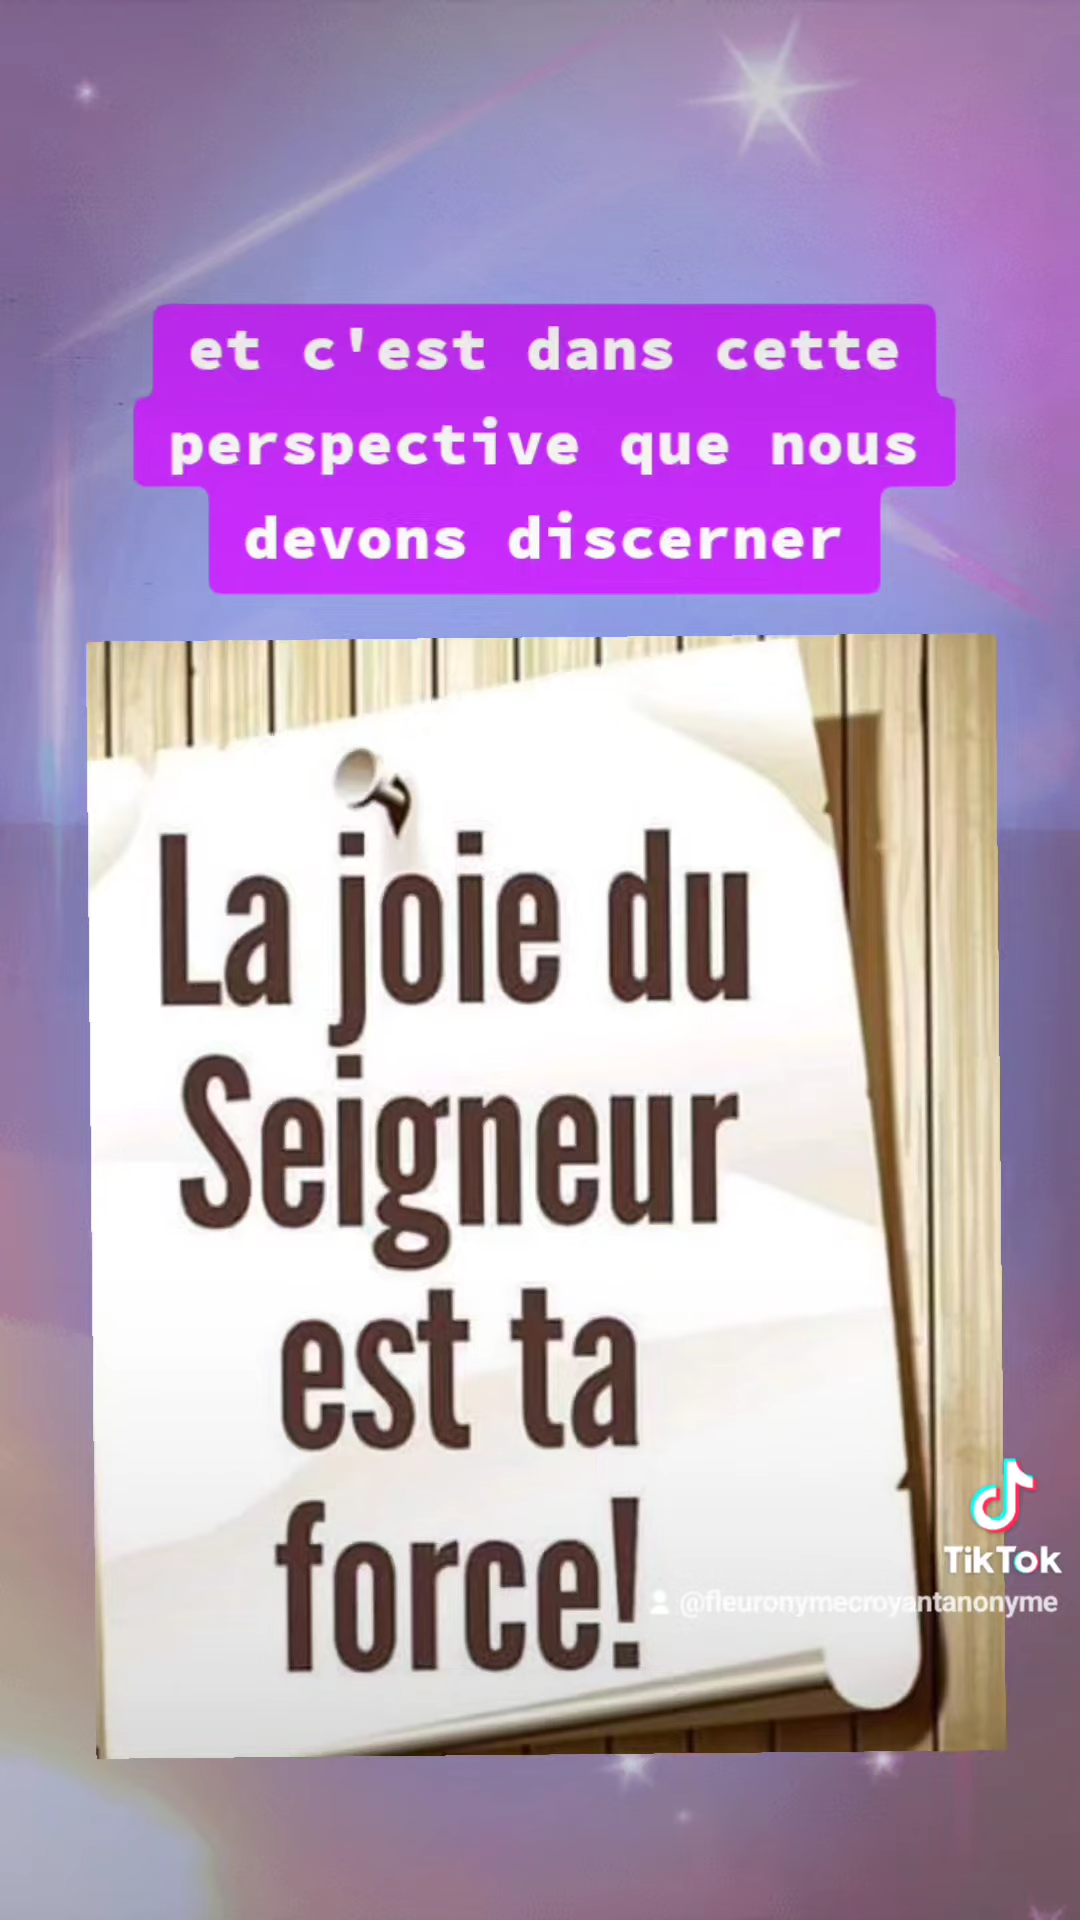 et c'est dans cette
perspective que nous
devons discerner
La joie du
Seigneur
est ta
force!
TikTok
@fleuronymecroyantanonyme